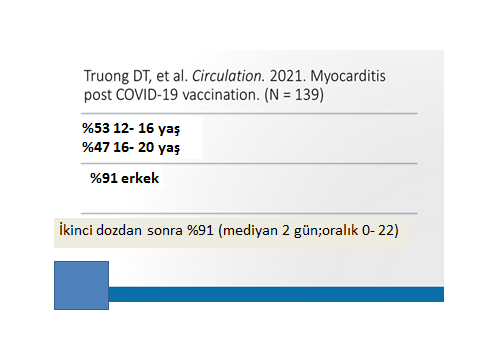 Truong DT, et al. Circulation. 2021. Myocarditis
post COVID-19 vaccination. (N = 139)
%53 12- 16 yaş
%47 16- 20 yaş
%91 erkek
İkinci dozdan sonra %91 (mediyan 2 gün;oralık 0- 22)